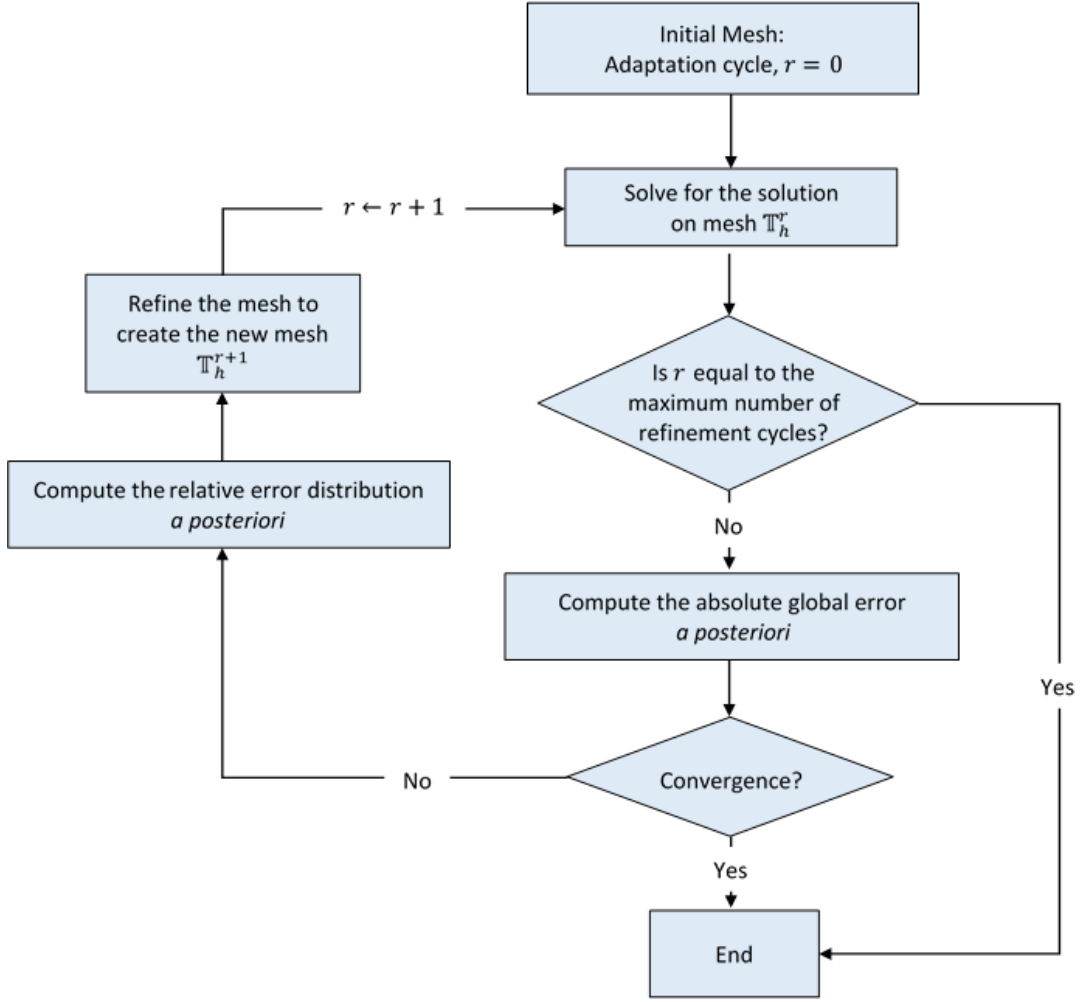 Initial Mesh:
Adaptation cycle, r = 0
Solve for the solution
on mesh 𝕋ₕʳ
r ← r + 1
Refine the mesh to
create the new mesh
𝕋ₕʳ⁺¹
Is r equal to the
maximum number of
refinement cycles?
Compute the relative error distribution
a posteriori
No
Compute the absolute global error
a posteriori
Yes
Convergence?
No
Yes
End